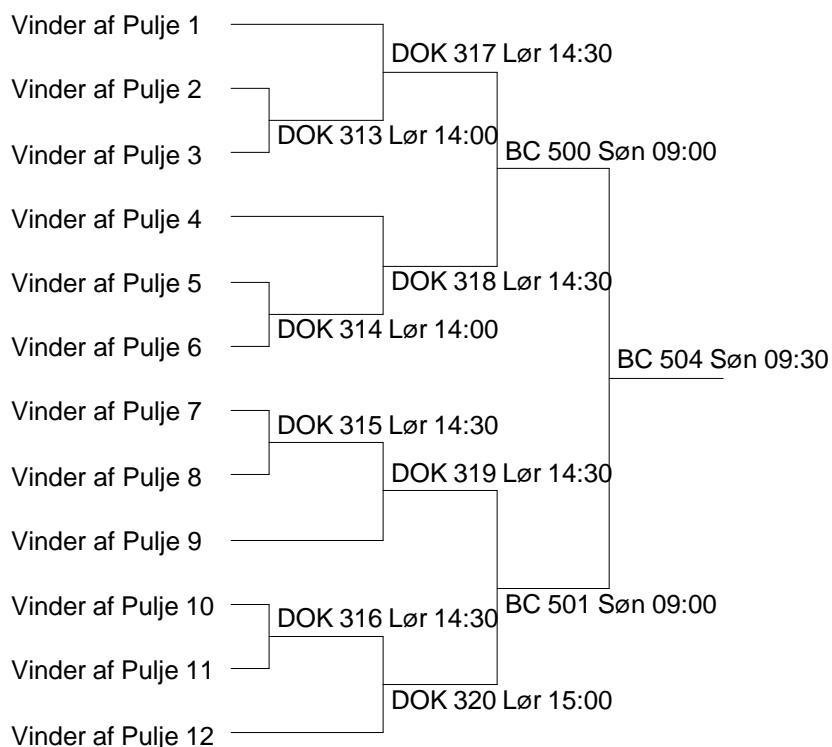 Vinder af Pulje 1
DOK 317 Lør 14:30
Vinder af Pulje 2
DOK 313 Lør 14:00
Vinder af Pulje 3
BC 500 Søn 09:00
Vinder af Pulje 4
Vinder af Pulje 5
DOK 318 Lør 14:30
DOK 314 Lør 14:00
Vinder af Pulje 6
BC 504 Søn 09:30
Vinder af Pulje 7
DOK 315 Lør 14:30
Vinder af Pulje 8
DOK 319 Lør 14:30
Vinder af Pulje 9
Vinder af Pulje 10
BC 501 Søn 09:00
DOK 316 Lør 14:30
Vinder af Pulje 11
DOK 320 Lør 15:00
Vinder af Pulje 12